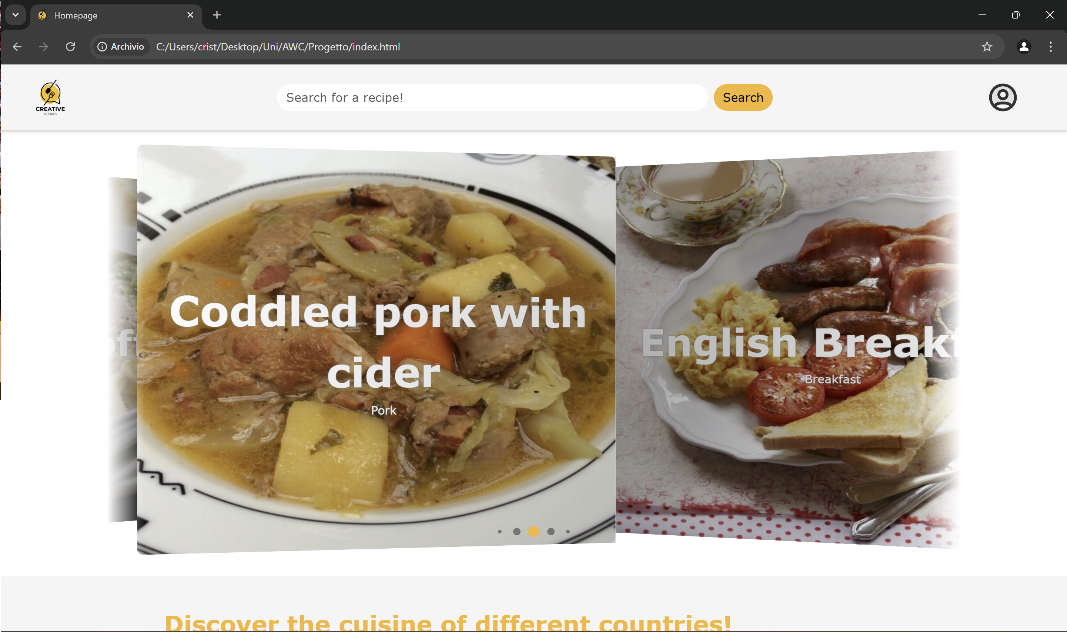 Homepage
Archivio
C:/Users/crist/Desktop/Uni/AWC/Progetto/index.html
CREATIVE
Search for a recipe!
Search
Coddled pork with
cider
Pork
English Breakf
Breakfast
Discover the cuisine of different countries!